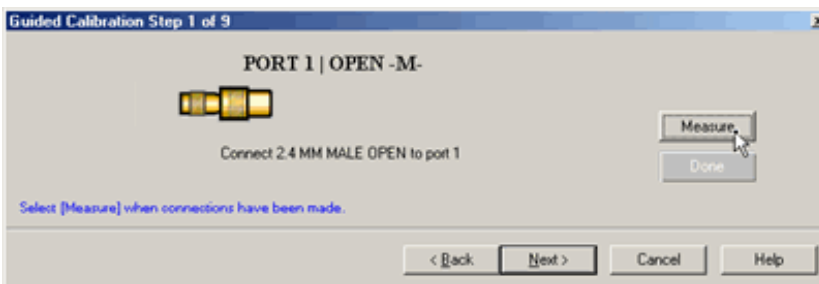 Guided Calibration Step 1 of 9
PORT 1 | OPEN -M-
Measure
Connect 2.4 MM MALE OPEN to port 1
Done
Select [Measure] when connections have been made.
< Back
Next >
Cancel
Help